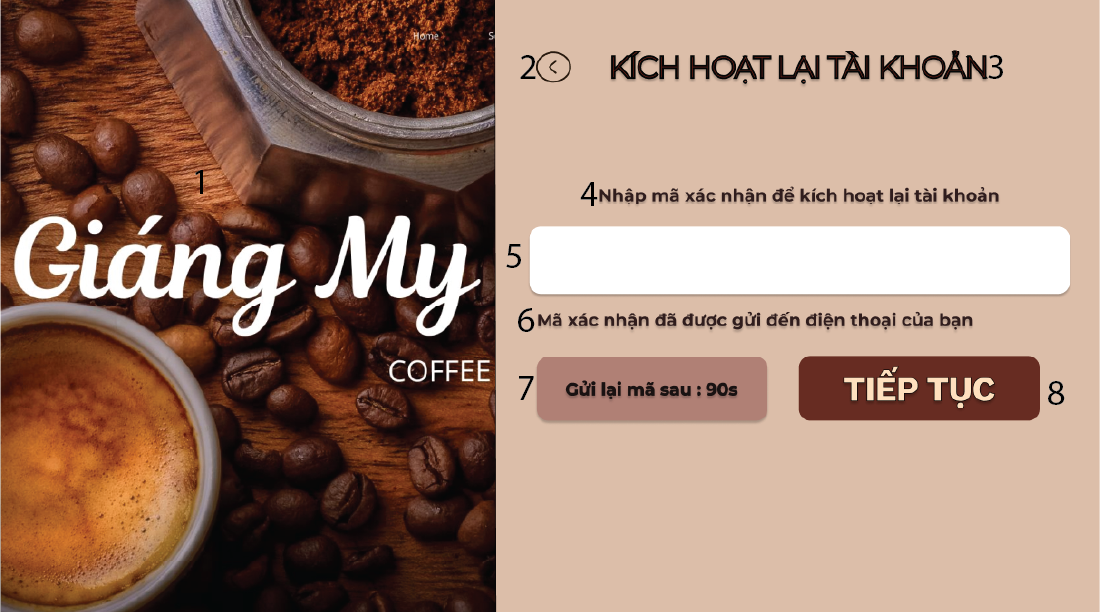 Home
1
Giáng My
COFFEE
2 < KÍCH HOẠT LẠI TÀI KHOẢN3
4Nhập mã xác nhận để kích hoạt lại tài khoản
5
6Mã xác nhận đã được gửi đến điện thoại của bạn
7 Gửi lại mã sau : 90s
TIẾP TỤC 8